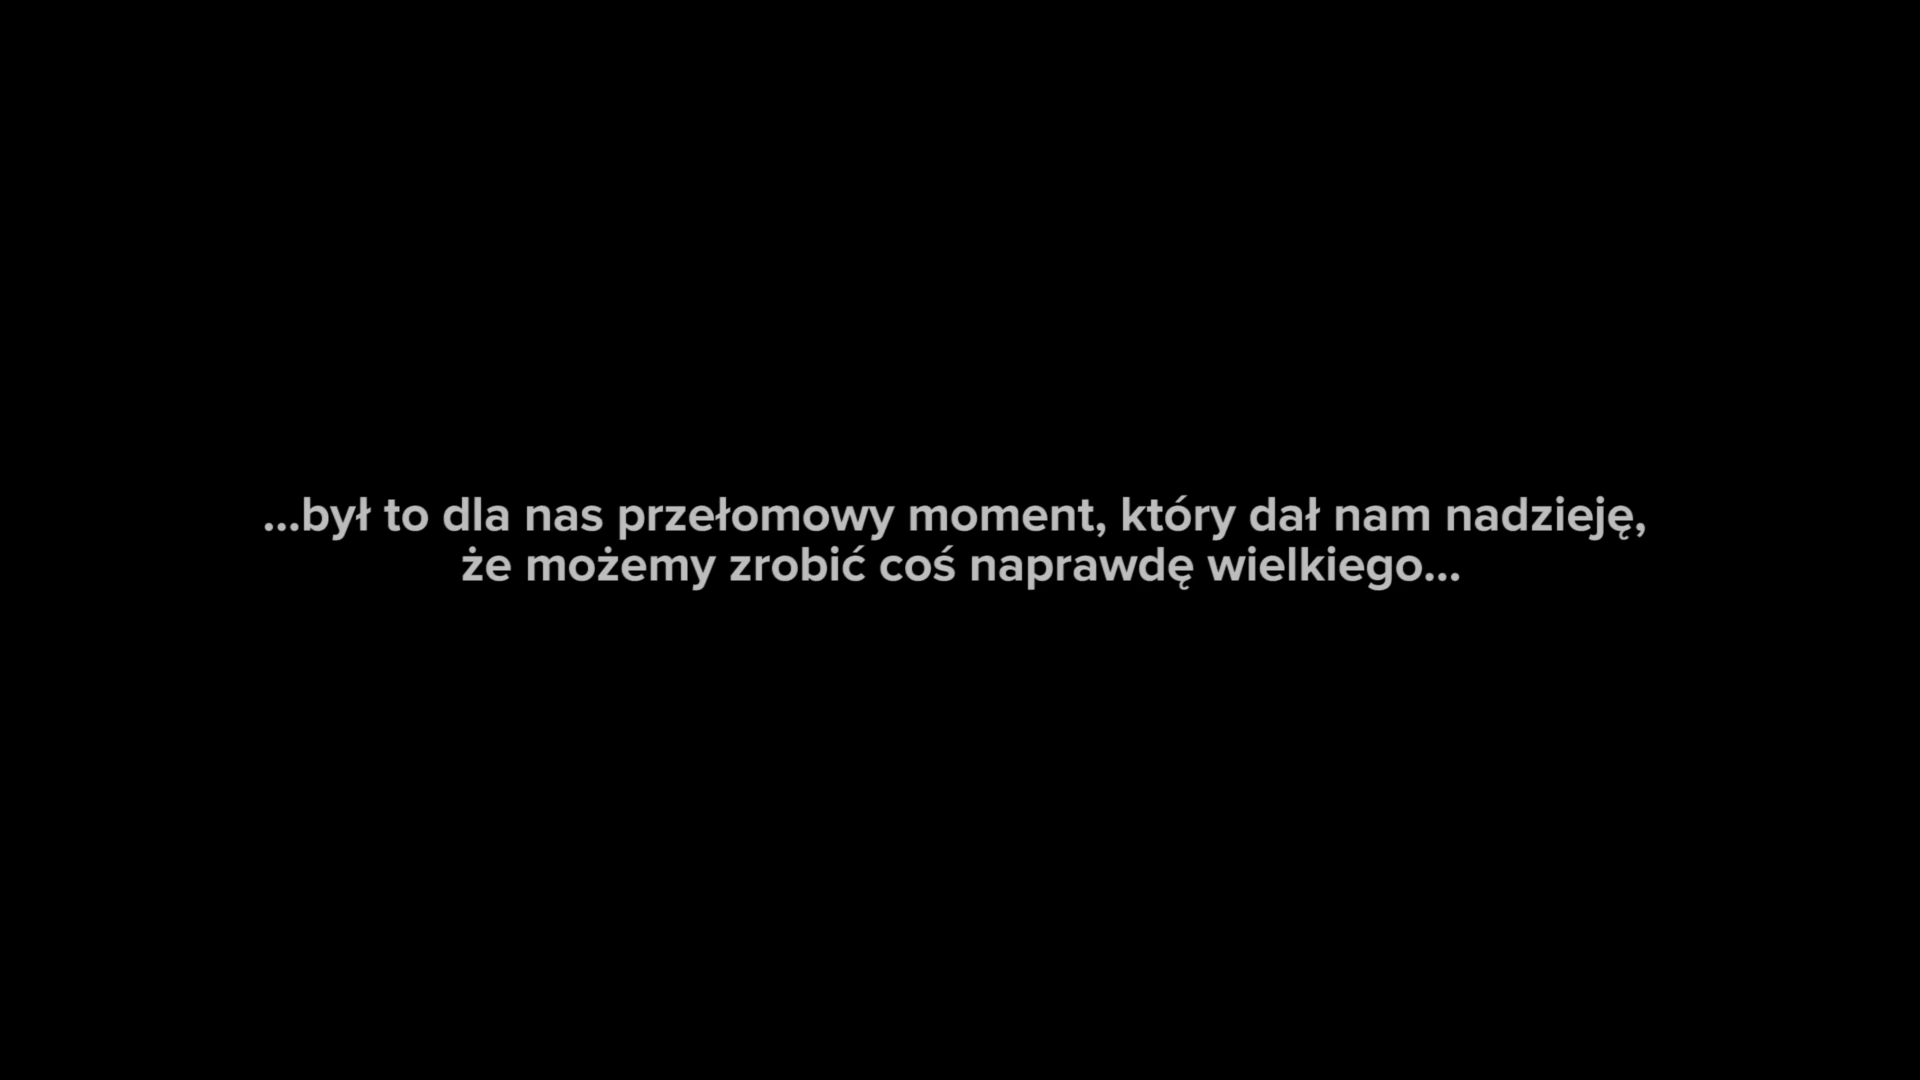 ...był to dla nas przełomowy moment, który dał nam nadzieję,
że możemy zrobić coś naprawdę wielkiego...